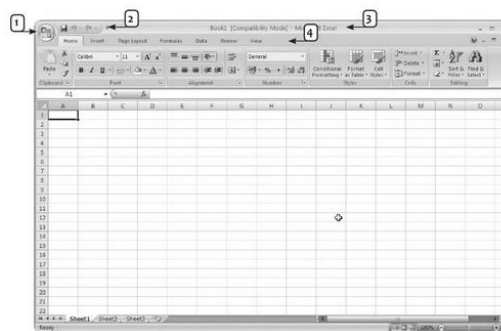 1
2
3
4
Book1 [Compatibility Mode] - Mi Excel
Home Insert Page Layout Formulas Data Review View
Paste
Calibri 11 A A
B I U A
General
$ % ,
Conditional Formatting
Format as Table
Cell Styles
Insert
Delete
Format
Σ
Sort & Filter
Find & Select
Clipboard Font Alignment Number Styles Cells Editing
A1 fx
A B C D E F G H I J K L M N O
1
2
3
4
5
6
7
8
9
10
11
12
13
14
15
16
17
18
19
20
21
22
Sheet1 Sheet2 Sheet3
Ready 100%